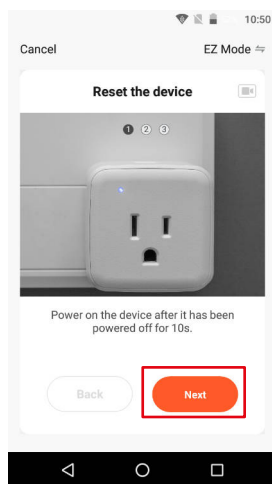 10:50
Cancel
EZ Mode
Reset the device
1 2 3
Power on the device after it has been
powered off for 10s.
Back
Next